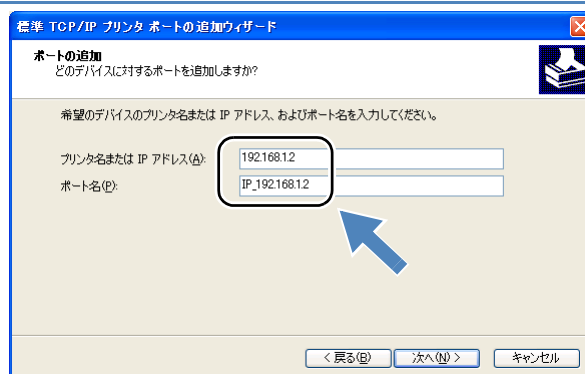 標準 TCP/IP プリンタ ポートの追加ウィザード
ポートの追加
どのデバイスに対するポートを追加しますか?
希望のデバイスのプリンタ名または IP アドレス、およびポート名を入力してください。
プリンタ名または IP アドレス(A): 192.168.1.2
ポート名(P): IP_192.168.1.2
< 戻る(B) 次へ(N) > キャンセル